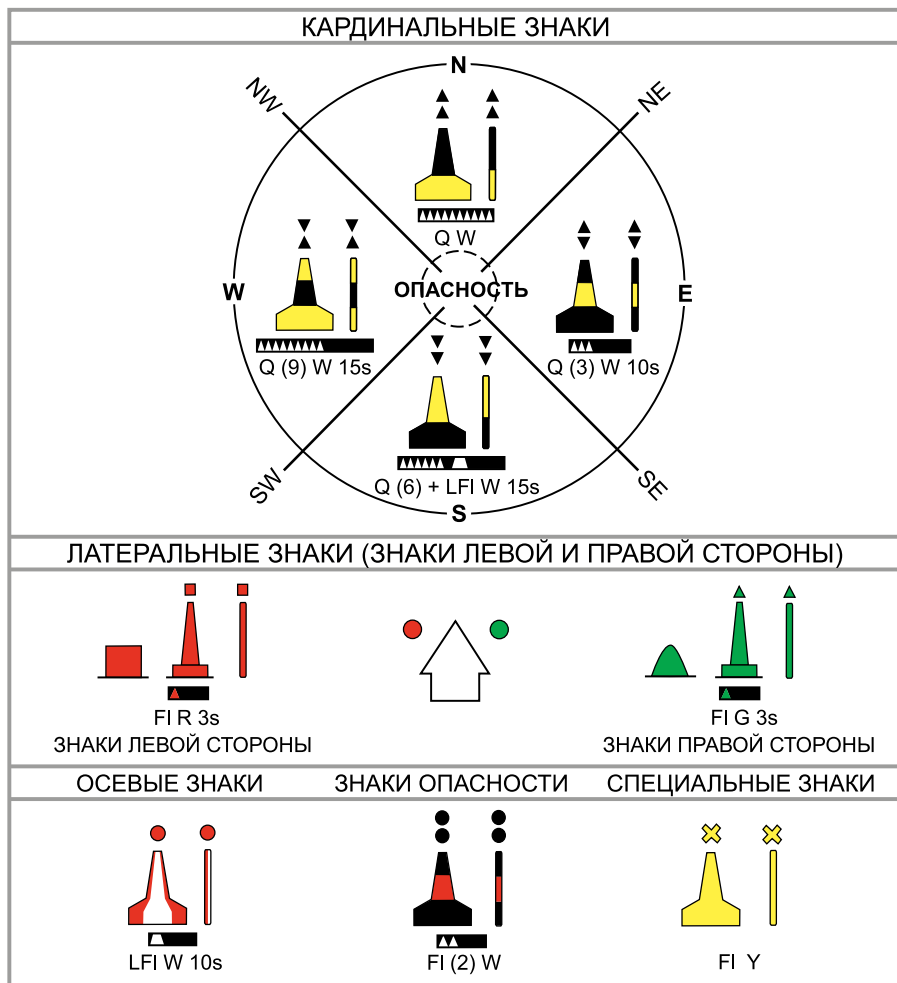 КАРДИНАЛЬНЫЕ ЗНАКИ
N
NW
NE
Q W
W
ОПАСНОСТЬ
E
Q (9) W 15s
Q (3) W 10s
Q (6) + LFl W 15s
SW
SE
S
ЛАТЕРАЛЬНЫЕ ЗНАКИ (ЗНАКИ ЛЕВОЙ И ПРАВОЙ СТОРОНЫ)
Fl R 3s
Fl G 3s
ЗНАКИ ЛЕВОЙ СТОРОНЫ
ЗНАКИ ПРАВОЙ СТОРОНЫ
ОСЕВЫЕ ЗНАКИ
ЗНАКИ ОПАСНОСТИ
СПЕЦИАЛЬНЫЕ ЗНАКИ
LFl W 10s
Fl (2) W
Fl Y